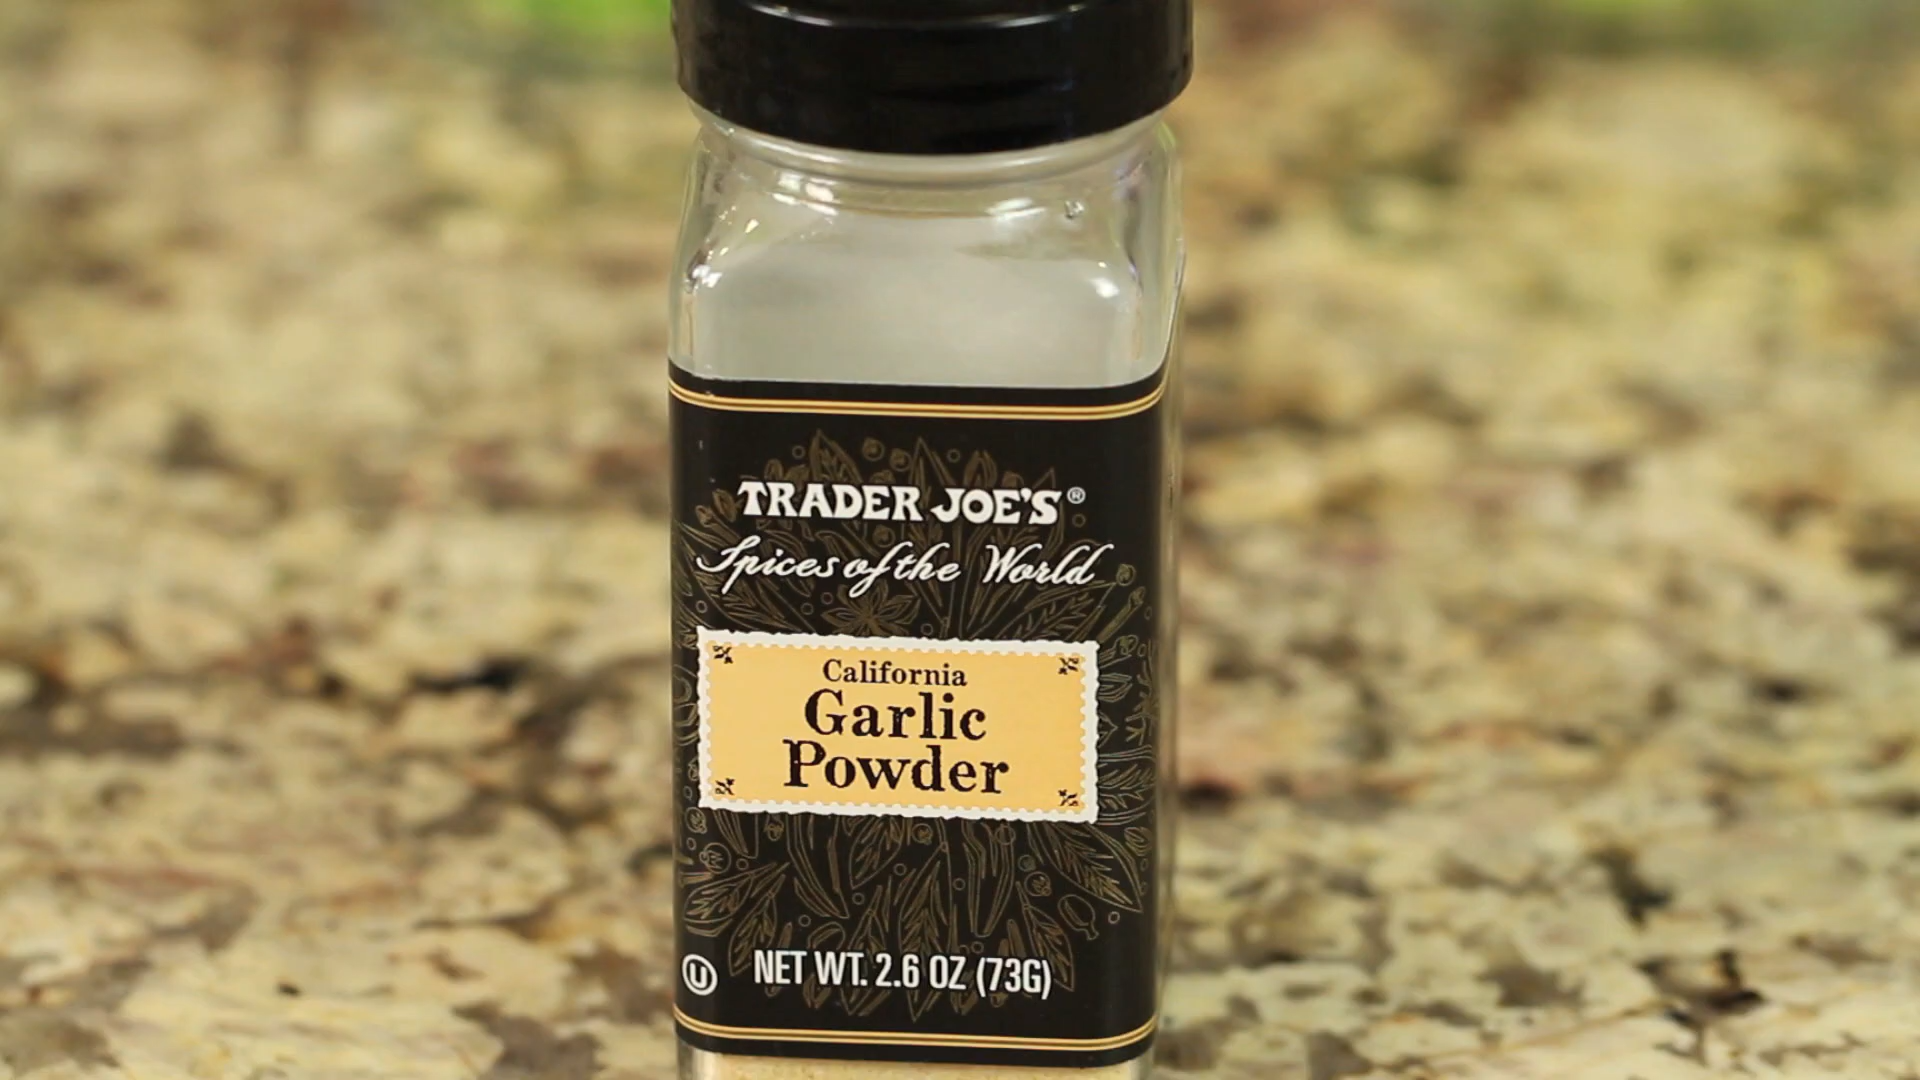 TRADER JOE'S®
Spices of the World
California
Garlic
Powder
U
NET WT. 2.6 OZ (73G)